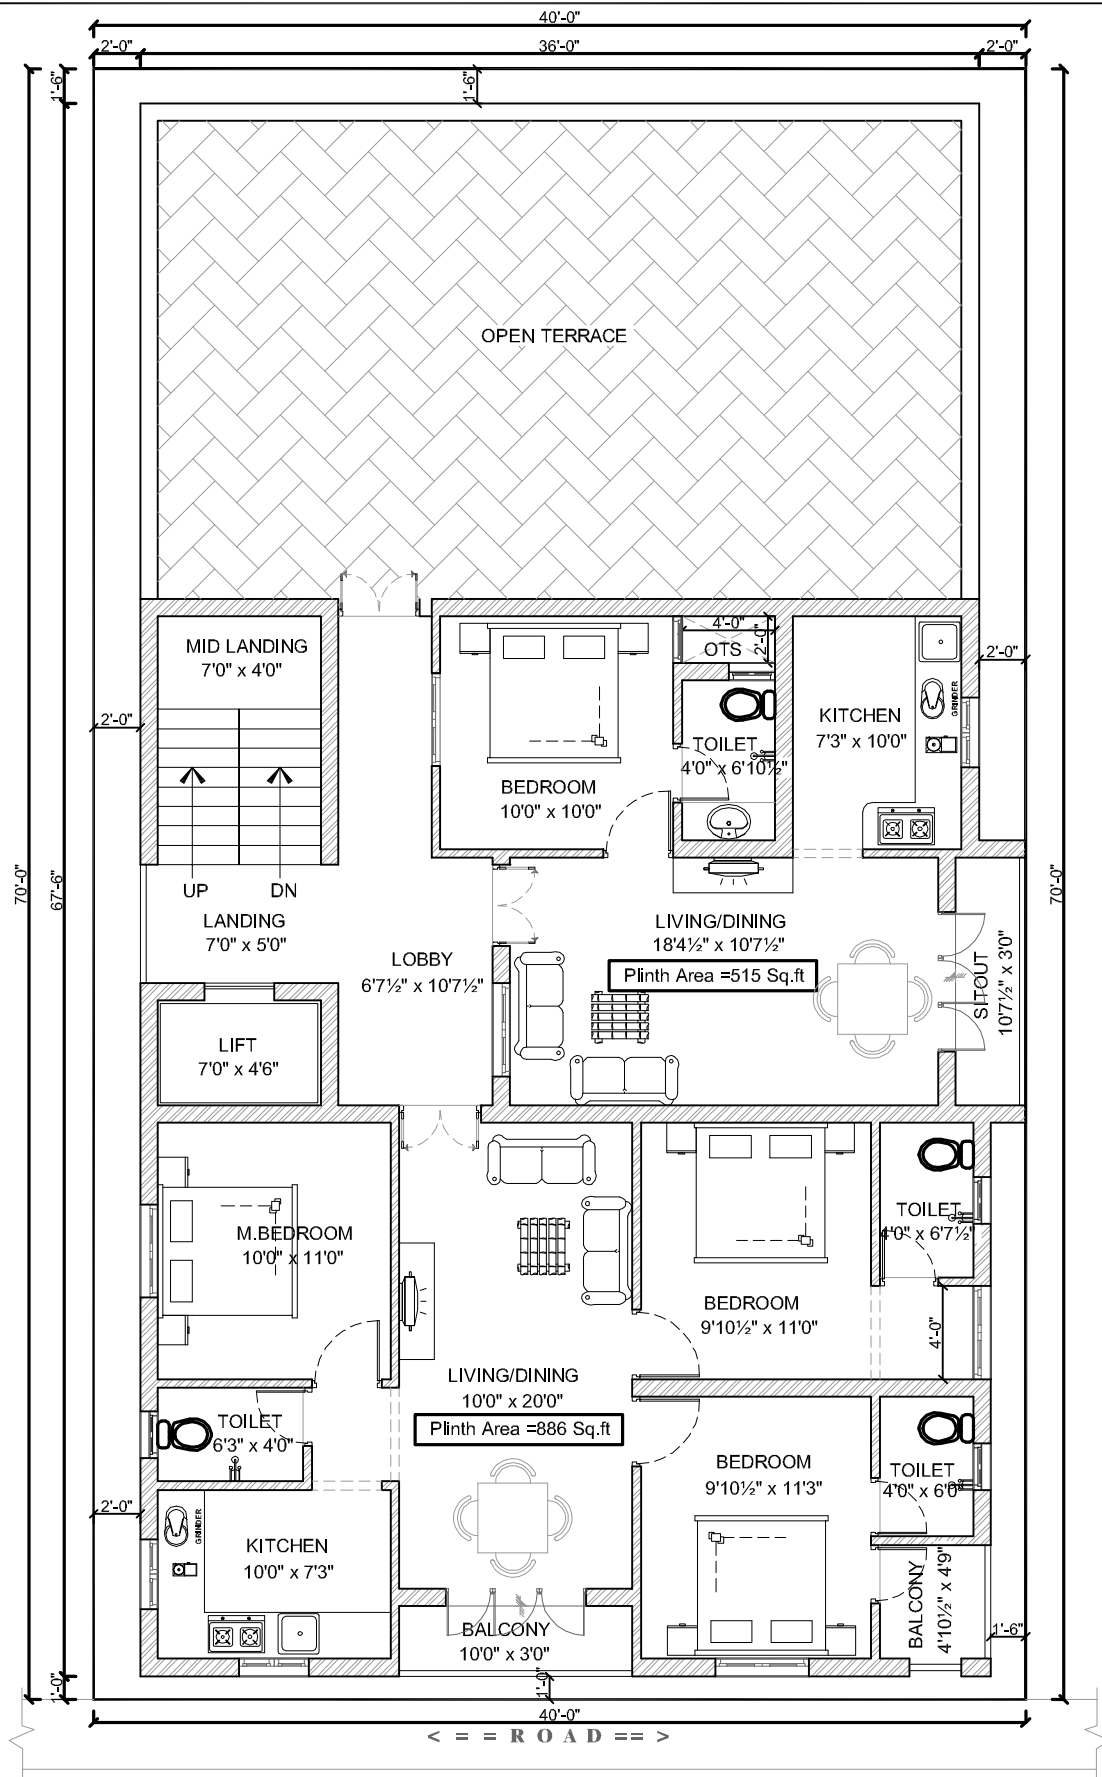 40'-0"
2'-0"
36'-0"
2'-0"
1'-6"
1'-6"
OPEN TERRACE
MID LANDING
7'0" x 4'0"
4'-0"
2'-0"
OTS
2'-0"
2'-0"
KITCHEN
7'3" x 10'0"
GRINDER
TOILET
4'0" x 6'10½"
BEDROOM
10'0" x 10'0"
70'-0"
67'-6"
70'-0"
UP
DN
LANDING
7'0" x 5'0"
LOBBY
6'7½" x 10'7½"
LIVING/DINING
18'4½" x 10'7½"
Plinth Area =515 Sq.ft
SITOUT
10'7½" x 3'0"
LIFT
7'0" x 4'6"
M.BEDROOM
10'0" x 11'0"
TOILET
4'0" x 6'7½"
BEDROOM
9'10½" x 11'0"
4'-0"
LIVING/DINING
10'0" x 20'0"
Plinth Area =886 Sq.ft
TOILET
6'3" x 4'0"
BEDROOM
9'10½" x 11'3"
TOILET
4'0" x 6'0"
2'-0"
GRINDER
KITCHEN
10'0" x 7'3"
BALCONY
10'0" x 3'0"
BALCONY
4'10½" x 4'9"
1'-6"
1'-0"
1'-0"
40'-0"
< = = R O A D == >